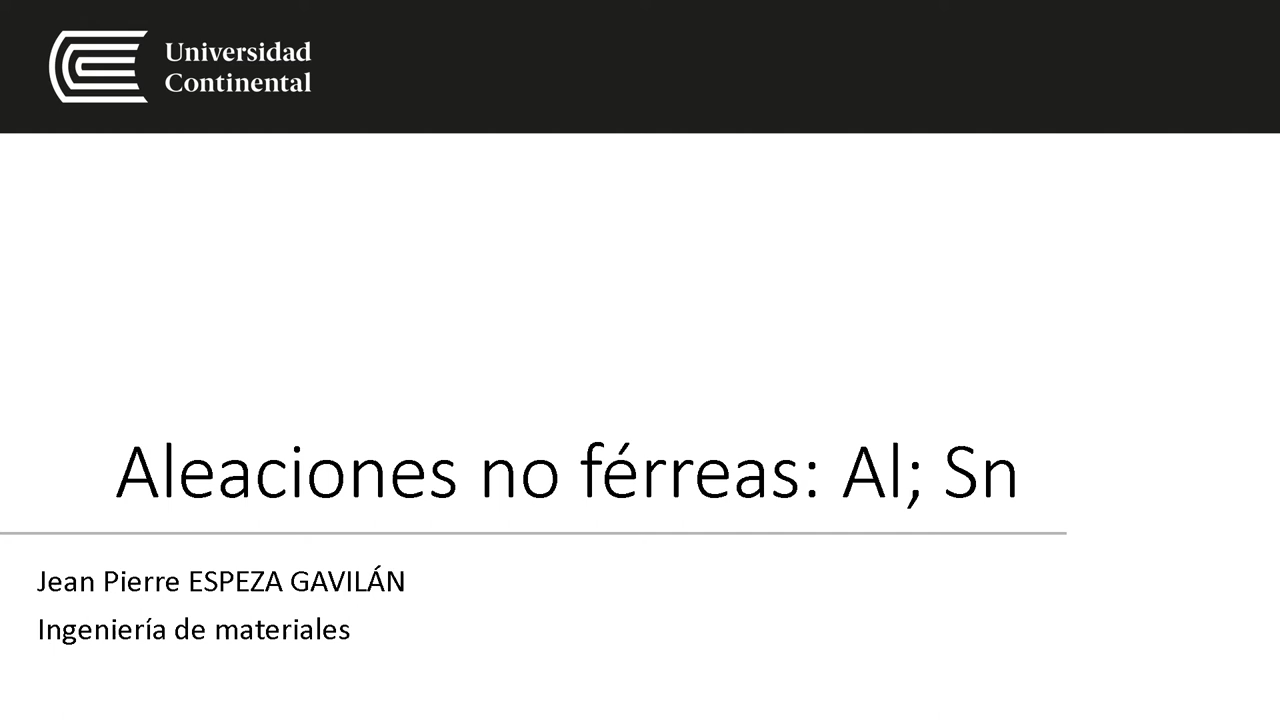 Universidad
Continental
Aleaciones no férreas: Al; Sn
Jean Pierre ESPEZA GAVILÁN
Ingeniería de materiales